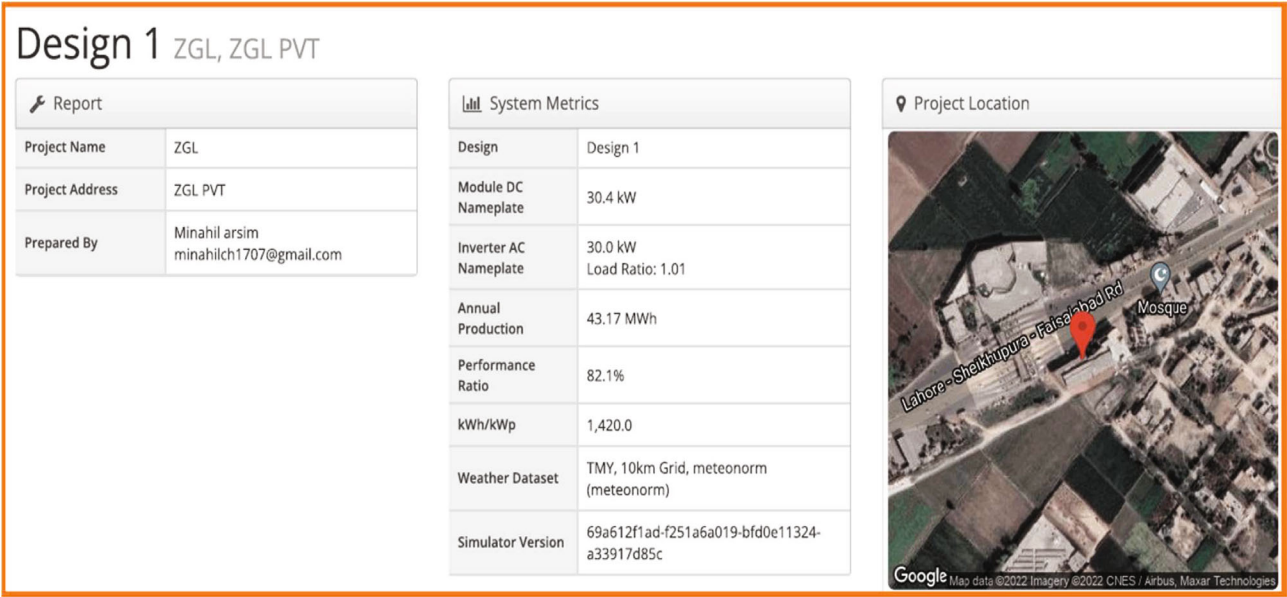 Design 1 ZGL, ZGL PVT
Report
Project Name ZGL
Project Address ZGL PVT
Prepared By Minahil arsim
minahilch1707@gmail.com
System Metrics
Design Design 1
Module DC
Nameplate
30.4 kW
Inverter AC
Nameplate
30.0 kW
Load Ratio: 1.01
Annual
Production
43.17 MWh
Performance
Ratio
82.1%
kWh/kWp 1,420.0
Weather Dataset
TMY, 10km Grid, meteonorm
(meteonorm)
Simulator Version
69a612f1ad-f251a6a019-bfd0e11324-
a33917d85c
Project Location
Mosque
Lahore - Sheikhupura - Faisalabad Rd
Google Map data ©2022 Imagery ©2022 CNES / Airbus, Maxar Technologies